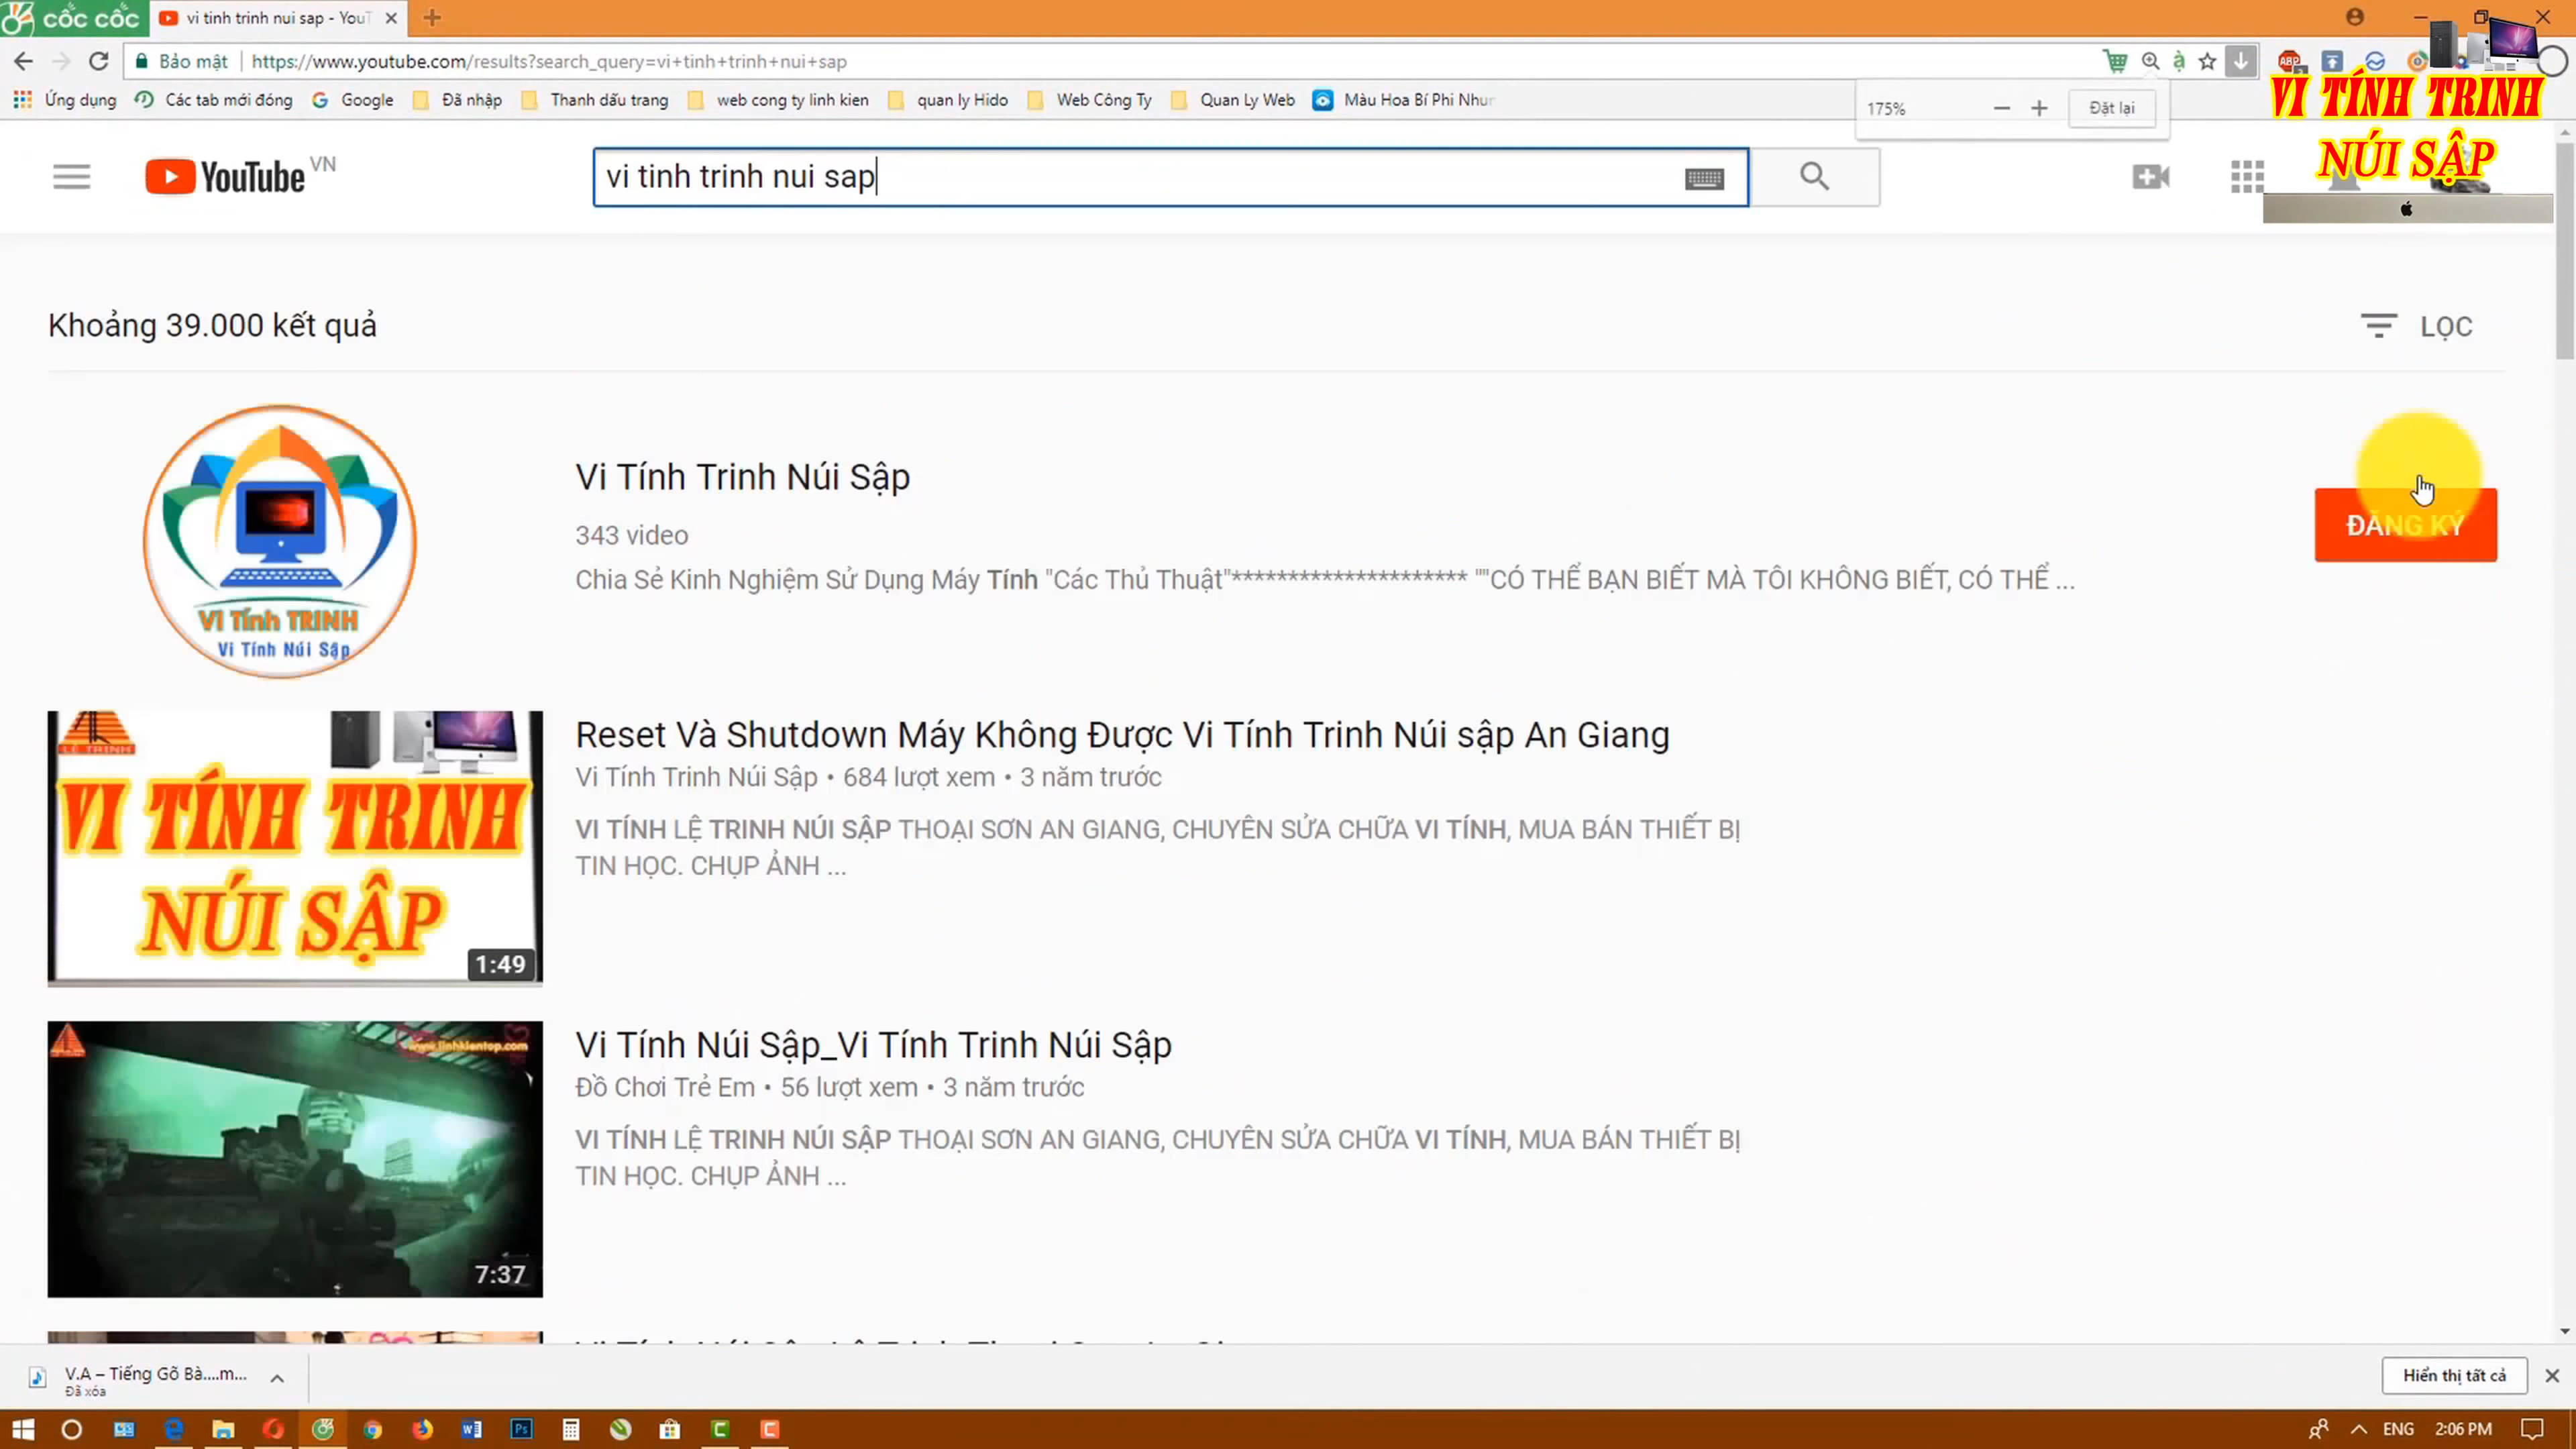 cốc cốc
vi tinh trinh nui sap - YouT
Bảo mật
https://www.youtube.com/results?search_query=vi+tinh+trinh+nui+sap
Ứng dụng
Các tab mới đóng
Google
Đã nhập
Thanh dấu trang
web cong ty linh kien
quan ly Hido
Web Công Ty
Quan Ly Web
Màu Hoa Bí Phi Nhun
175%
Đặt lại
VI TÍNH TRINH
NÚI SẬP
YouTube VN
vi tinh trinh nui sap
Khoảng 39.000 kết quả
LỌC
Vi Tính Trinh Núi Sập
343 video
Chia Sẻ Kinh Nghiệm Sử Dụng Máy Tính "Các Thủ Thuật"********************* ""CÓ THỂ BẠN BIẾT MÀ TÔI KHÔNG BIẾT, CÓ THỂ ...
ĐĂNG KÝ
VI Tính TRINH
Vi Tính Núi Sập
Reset Và Shutdown Máy Không Được Vi Tính Trinh Núi sập An Giang
Vi Tính Trinh Núi Sập • 684 lượt xem • 3 năm trước
VI TÍNH LỆ TRINH NÚI SẬP THOẠI SƠN AN GIANG, CHUYÊN SỬA CHỮA VI TÍNH, MUA BÁN THIẾT BỊ
TIN HỌC. CHỤP ẢNH ...
LÊ TRINH
VI TÍNH TRINH
NÚI SẬP
1:49
Vi Tính Núi Sập_Vi Tính Trinh Núi Sập
Đồ Chơi Trẻ Em • 56 lượt xem • 3 năm trước
VI TÍNH LỆ TRINH NÚI SẬP THOẠI SƠN AN GIANG, CHUYÊN SỬA CHỮA VI TÍNH, MUA BÁN THIẾT BỊ
TIN HỌC. CHỤP ẢNH ...
www.linhkientop.com
7:37
V.A – Tiếng Gõ Bà....m...
Đã xóa
Hiển thị tất cả
ENG
2:06 PM